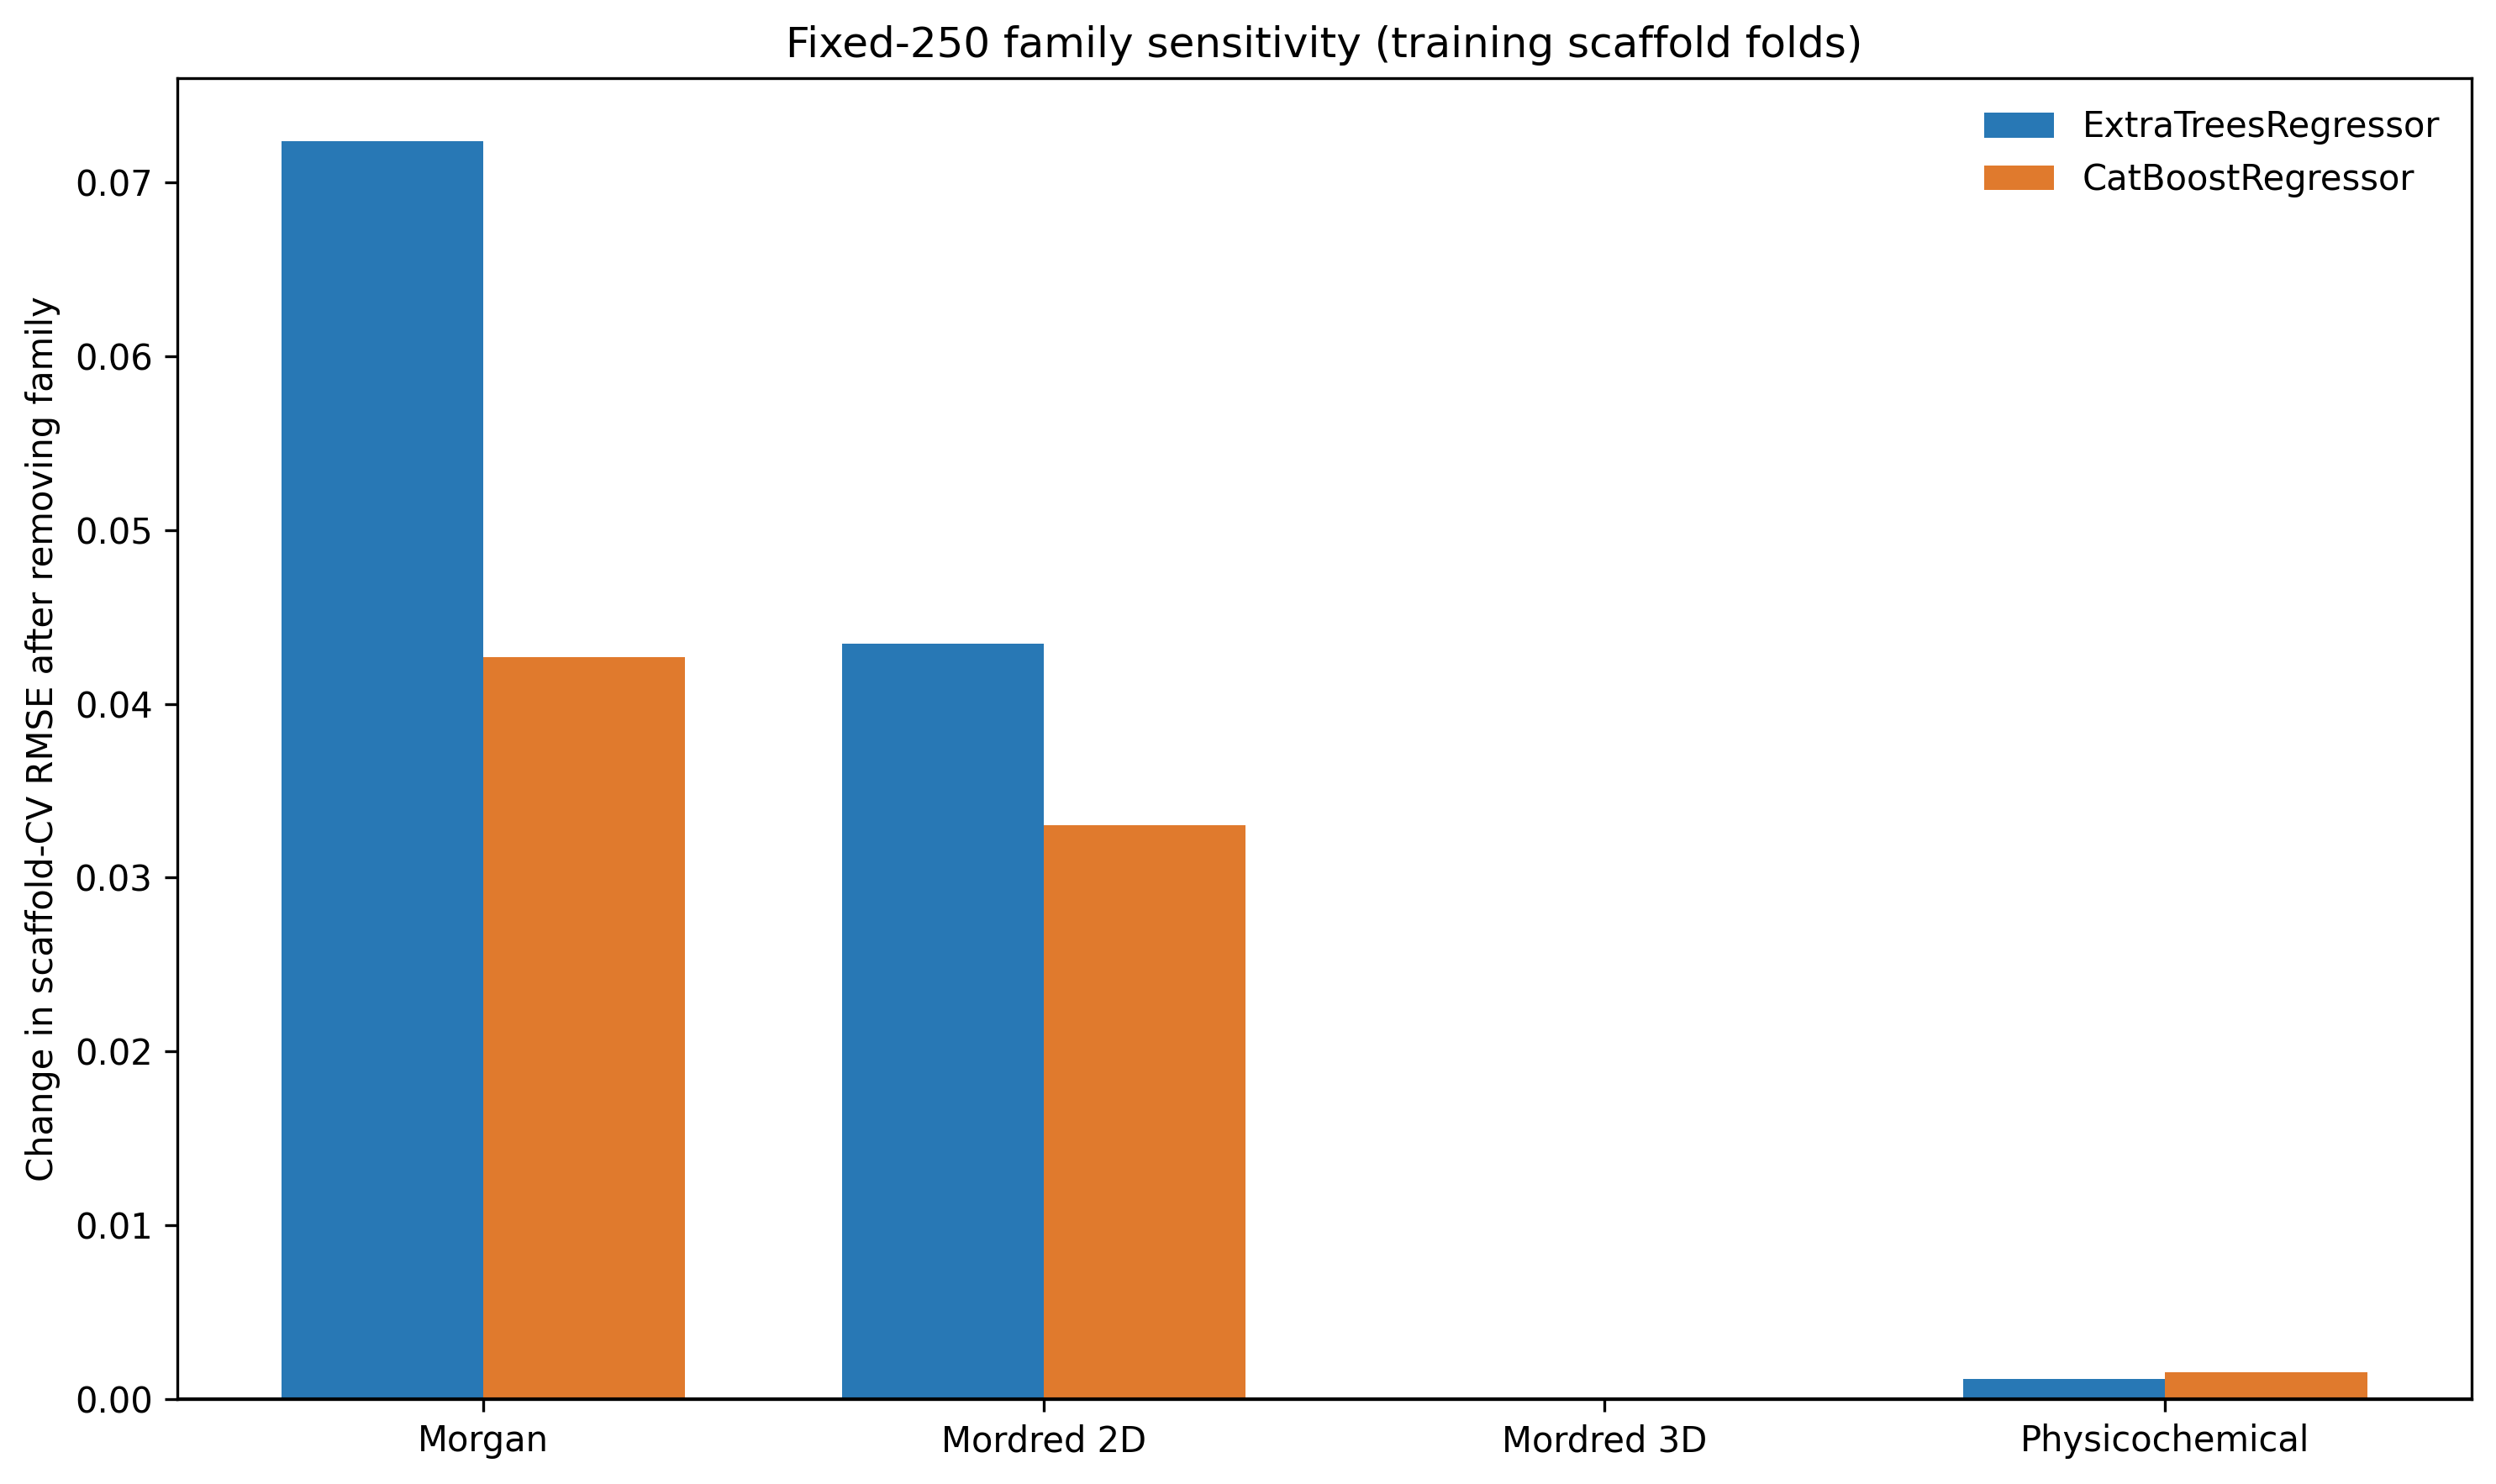 Fixed-250 family sensitivity (training scaffold folds)
ExtraTreesRegressor
CatBoostRegressor
Change in scaffold-CV RMSE after removing family
0.07
0.06
0.05
0.04
0.03
0.02
0.01
0.00
Morgan
Mordred 2D
Mordred 3D
Physicochemical